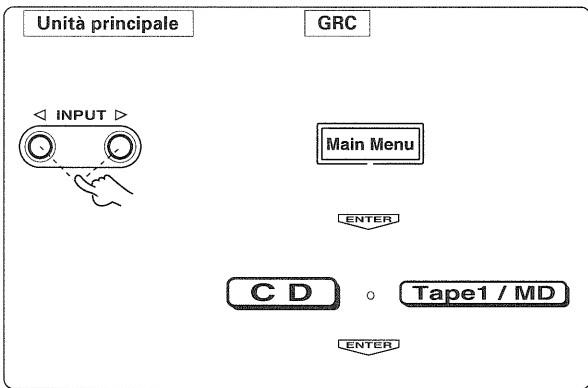 Unità principale
GRC
◁ INPUT ▷
Main Menu
ENTER
C D o Tape1 / MD
ENTER